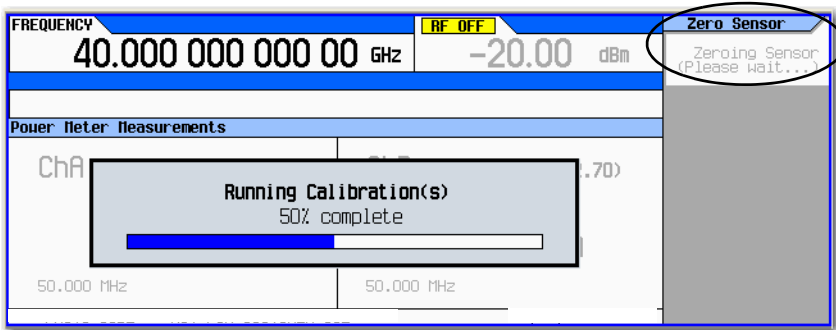 FREQUENCY
RF OFF
Zero Sensor
40.000 000 000 00 GHz
-20.00 dBm
Zeroing Sensor
(Please wait...)
Power Meter Measurements
ChA
.70)
Running Calibration(s)
50% complete
50.000 MHz
50.000 MHz